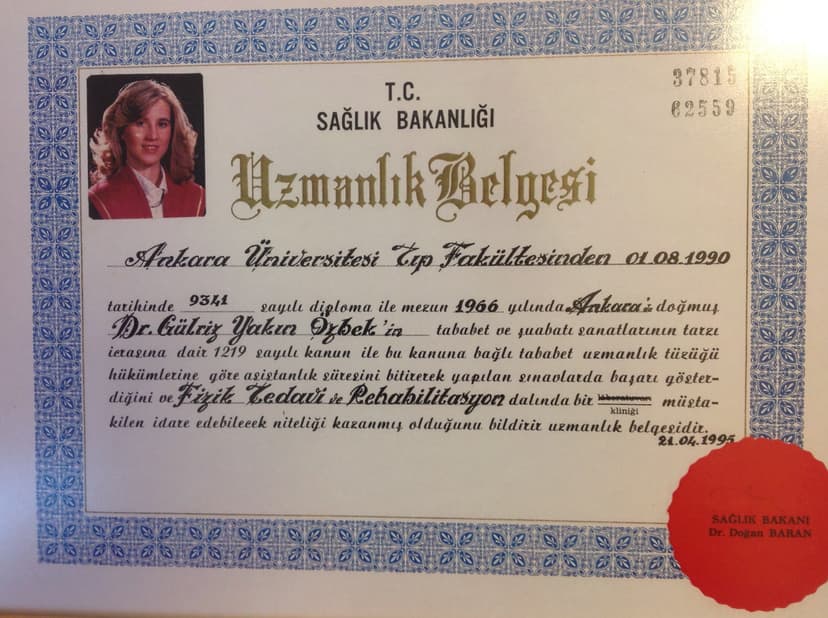 T.C.
SAĞLIK BAKANLIĞI
37815
62559
Uzmanlık Belgesi
Ankara Üniversitesi Tıp Fakültesinden 01.08.1990
tarihinde 9341 sayılı diploma ile mezun 1966 yılında Ankara'da doğmuş
Dr. Gülriz Yakın Özbek'in tababet ve şuabatı sanatlarının tarzı
icrasına dair 1219 sayılı kanun ile bu kanuna bağlı tababet uzmanlık tüzüğü
hükümlerine göre asistanlık süresini bitirerek yapılan sınavlarda başarı göster-
diğini ve Fizik Tedavi ve Rehabilitasyon dalında bir laboratuvarı müsta-
kliniği
kilen idare edebilecek niteliği kazanmış olduğunu bildirir uzmanlık belgesidir.
21.04.1995
SAĞLIK BAKANI
Dr. Doğan BARAN